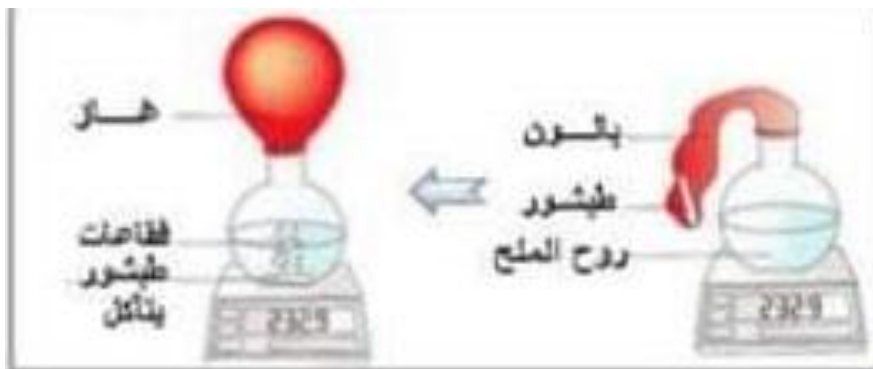 بالون
طبشور
روح الملح
2329
غاز
فقاعات
طبشور
يتآكل
2329